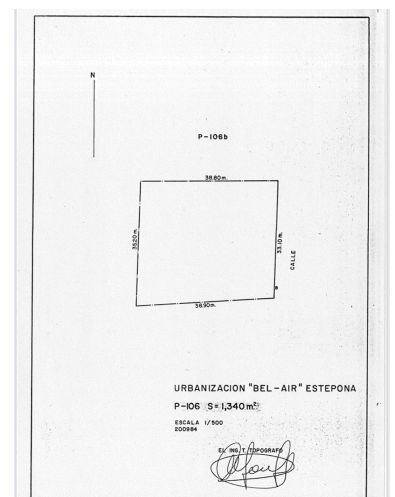 N
P-106b
38.80m.
35.20m.
33.10m.
CALLE
38.90m.
URBANIZACION "BEL-AIR" ESTEPONA
P-106 S=1,340m²
ESCALA 1/500
200984
EL ING. T. TOPOGRAFO